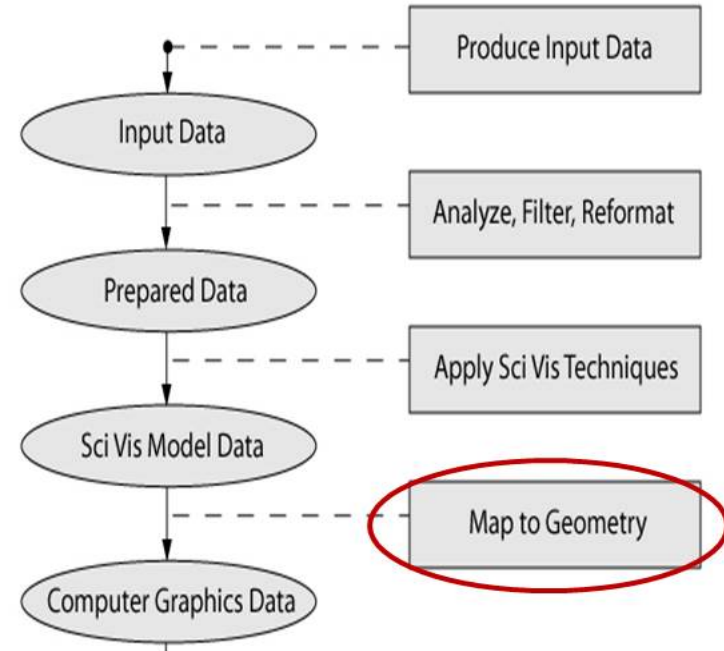 Produce Input Data
Input Data
Analyze, Filter, Reformat
Prepared Data
Apply Sci Vis Techniques
Sci Vis Model Data
Map to Geometry
Computer Graphics Data